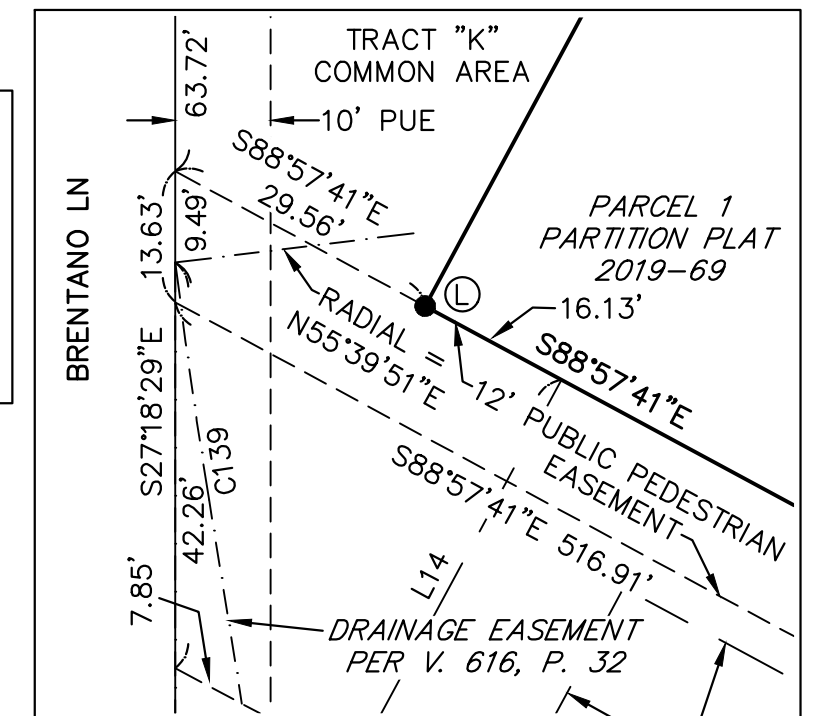 63.72'
TRACT "K"
COMMON AREA
10' PUE
S88°57'41"E
29.56'
BRENTANO LN
13.63'
9.49'
PARCEL 1
PARTITION PLAT
2019-69
L
16.13'
RADIAL =
N55°39'51"E
S88°57'41"E
12' PUBLIC PEDESTRIAN
EASEMENT
S27°18'29"E
42.26'
C139
S88°57'41"E 516.91'
L14
7.85'
DRAINAGE EASEMENT
PER V. 616, P. 32